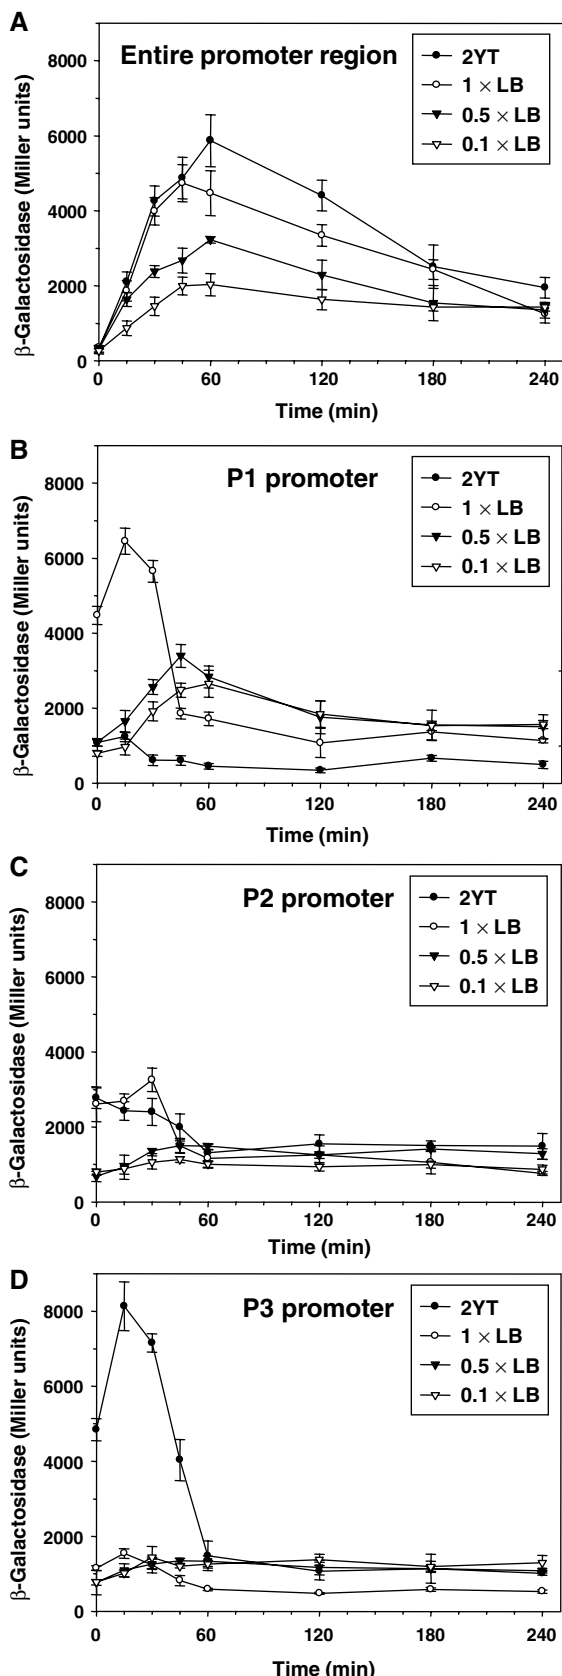 A
Entire promoter region
2YT
1 × LB
0.5 × LB
0.1 × LB
β-Galactosidase (Miller units)
8000
6000
4000
2000
0
0 60 120 180 240
Time (min)
B
P1 promoter
2YT
1 × LB
0.5 × LB
0.1 × LB
β-Galactosidase (Miller units)
8000
6000
4000
2000
0
0 60 120 180 240
Time (min)
C
P2 promoter
2YT
1 × LB
0.5 × LB
0.1 × LB
β-Galactosidase (Miller units)
8000
6000
4000
2000
0
0 60 120 180 240
Time (min)
D
P3 promoter
2YT
1 × LB
0.5 × LB
0.1 × LB
β-Galactosidase (Miller units)
8000
6000
4000
2000
0
0 60 120 180 240
Time (min)